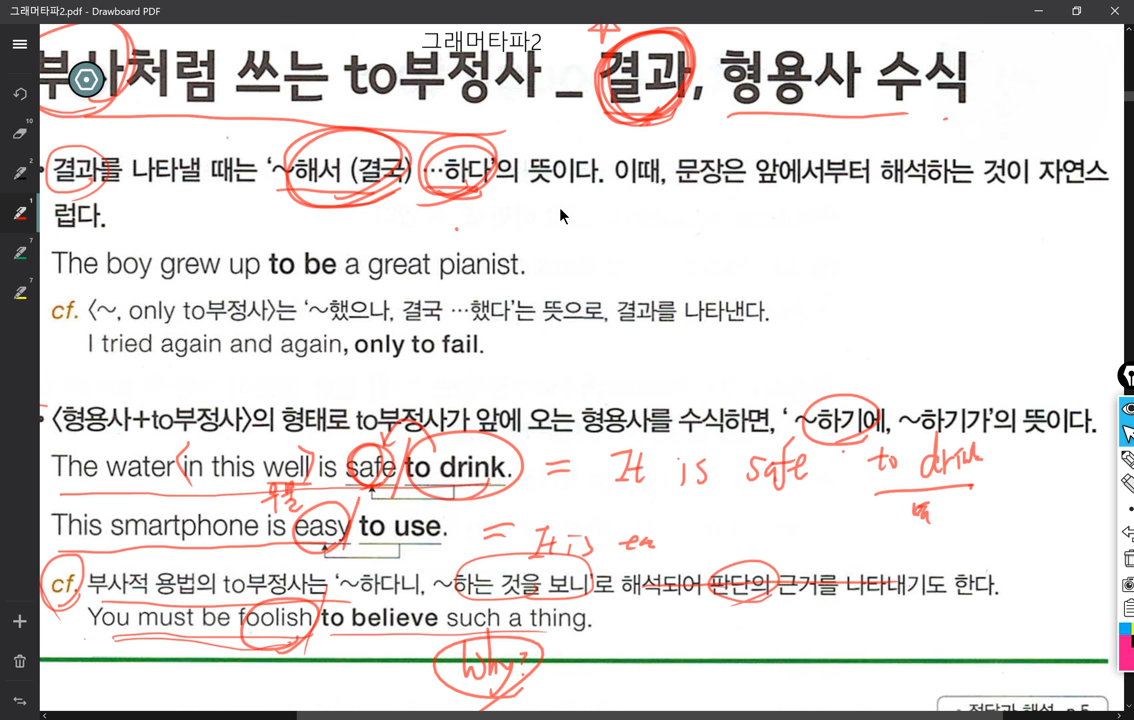 그래머타파2.pdf - Drawboard PDF
그래머타파2
부사처럼 쓰는 to부정사 _ 결과, 형용사 수식
결과를 나타낼 때는 ‘~해서 (결국) …하다’의 뜻이다. 이때, 문장은 앞에서부터 해석하는 것이 자연스
럽다.
The boy grew up to be a great pianist.
cf. 〈~, only to부정사〉는 ‘~했으나, 결국 …했다’는 뜻으로, 결과를 나타낸다.
I tried again and again, only to fail.
• 〈형용사+to부정사〉의 형태로 to부정사가 앞에 오는 형용사를 수식하면, ‘~하기에, ~하기가’의 뜻이다.
The water (in this well) is safe / to drink. = It is safe to drink
우물
This smartphone is easy / to use. = It is ea
cf. 부사적 용법의 to부정사는 ‘~하다니, ~하는 것을 보니’로 해석되어 판단의 근거를 나타내기도 한다.
You must be foolish / to believe such a thing.
Why?
10
2
1
7
7